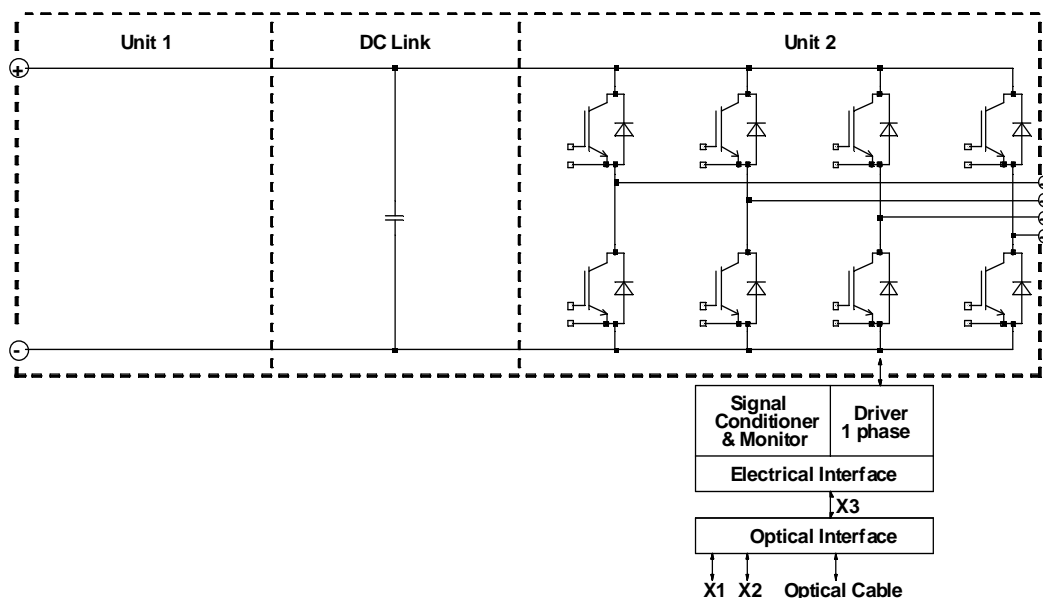 Unit 1
DC Link
Unit 2
+
-
Signal
Conditioner
& Monitor
Driver
1 phase
Electrical Interface
X3
Optical Interface
X1
X2
Optical Cable